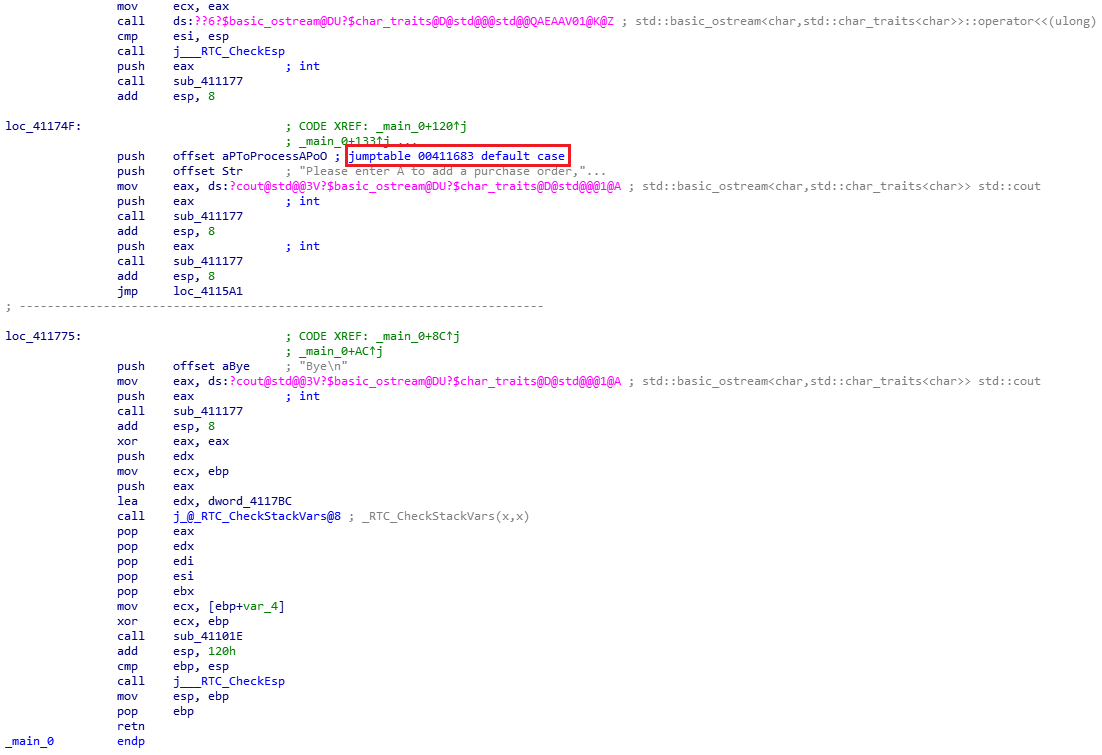 mov ecx, eax
call ds:??6?$basic_ostream@DU?$char_traits@D@std@@@std@@QAEAAV01@K@Z ; std::basic_ostream<char,std::char_traits<char>>::operator<<(ulong)
cmp esi, esp
call j___RTC_CheckEsp
push eax ; int
call sub_411177
add esp, 8
loc_41174F: ; CODE XREF: _main_0+120↑j
; _main_0+133↑j ...
push offset aPToProcessAPoO ; jumptable 00411683 default case
push offset Str ; "Please enter A to add a purchase order,"...
mov eax, ds:?cout@std@@3V?$basic_ostream@DU?$char_traits@D@std@@@1@A ; std::basic_ostream<char,std::char_traits<char>> std::cout
push eax ; int
call sub_411177
add esp, 8
push eax ; int
call sub_411177
add esp, 8
jmp loc_4115A1
; ---------------------------------------------------------------------------
loc_411775: ; CODE XREF: _main_0+8C↑j
; _main_0+AC↑j
push offset aBye ; "Bye\n"
mov eax, ds:?cout@std@@3V?$basic_ostream@DU?$char_traits@D@std@@@1@A ; std::basic_ostream<char,std::char_traits<char>> std::cout
push eax ; int
call sub_411177
add esp, 8
xor eax, eax
push edx
mov ecx, ebp
push eax
lea edx, dword_4117BC
call j_@_RTC_CheckStackVars@8 ; _RTC_CheckStackVars(x,x)
pop eax
pop edx
pop edi
pop esi
pop ebx
mov ecx, [ebp+var_4]
xor ecx, ebp
call sub_41101E
add esp, 120h
cmp ebp, esp
call j___RTC_CheckEsp
mov esp, ebp
pop ebp
retn
_main_0 endp